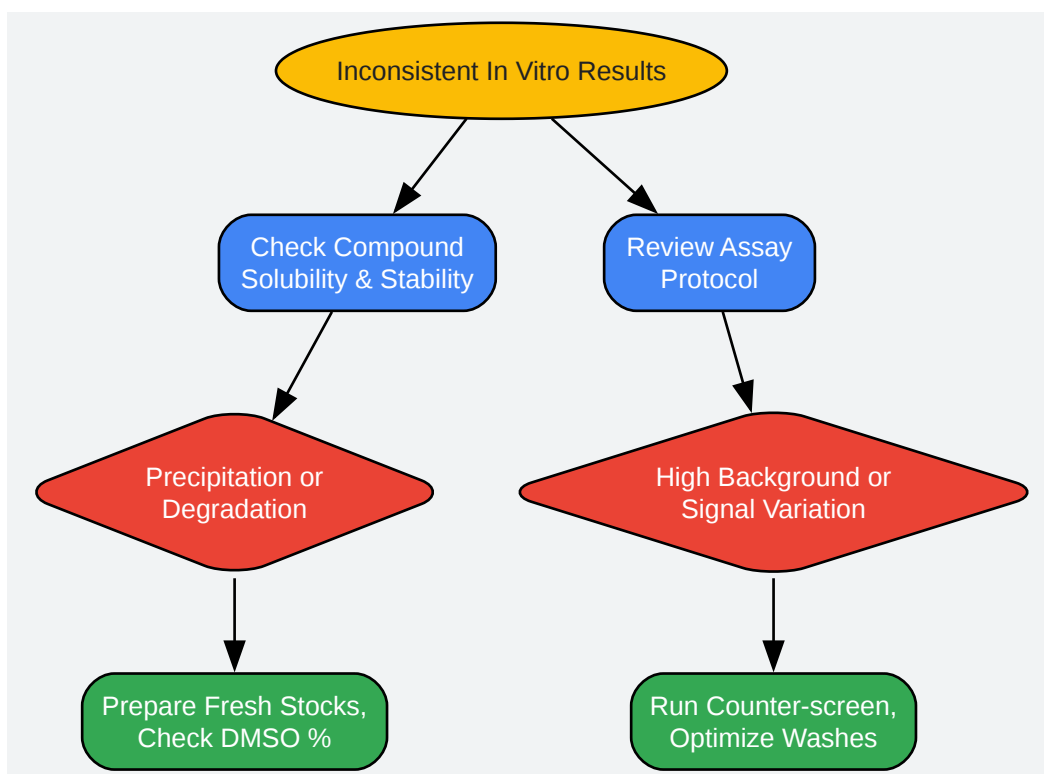 Inconsistent In Vitro Results
Check Compound
Solubility & Stability
Review Assay
Protocol
Precipitation or
Degradation
High Background or
Signal Variation
Prepare Fresh Stocks,
Check DMSO %
Run Counter-screen,
Optimize Washes